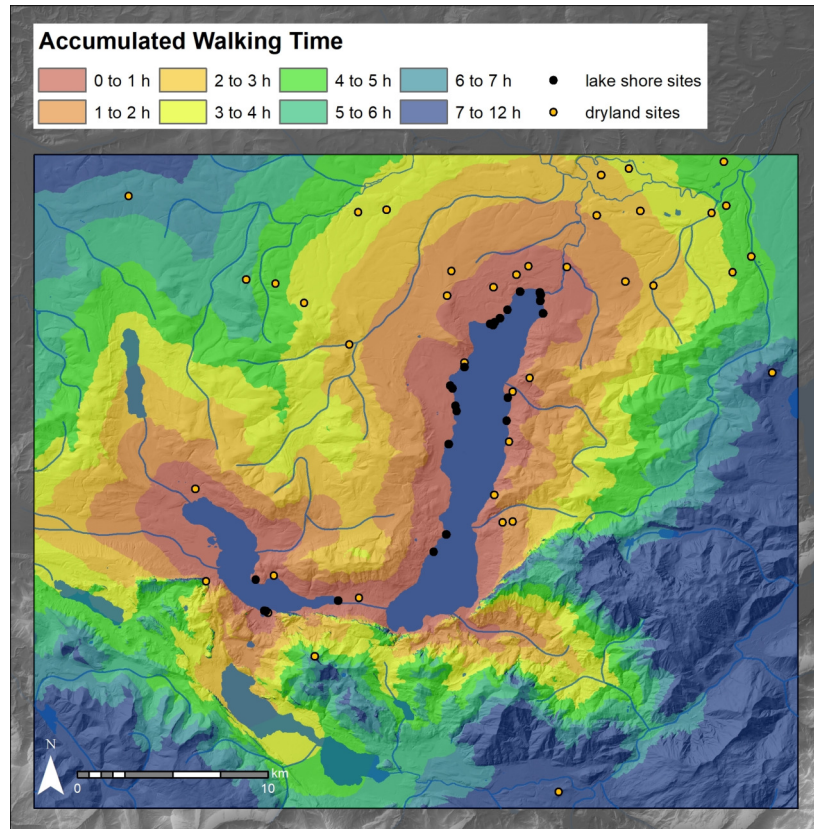 Accumulated Walking Time
0 to 1 h 2 to 3 h 4 to 5 h 6 to 7 h lake shore sites
1 to 2 h 3 to 4 h 5 to 6 h 7 to 12 h dryland sites
N
km
0 10